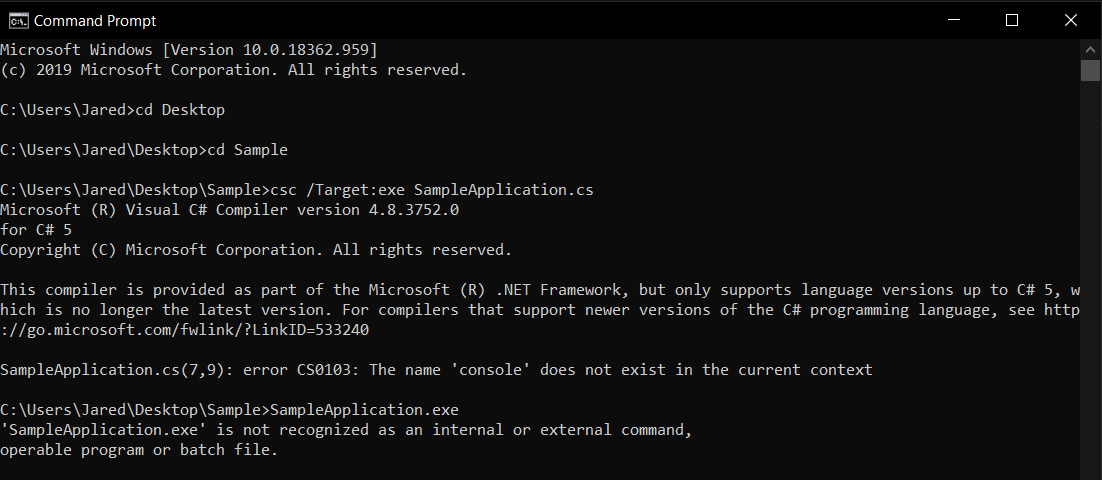 Command Prompt
Microsoft Windows [Version 10.0.18362.959]
(c) 2019 Microsoft Corporation. All rights reserved.
C:\Users\Jared>cd Desktop
C:\Users\Jared\Desktop>cd Sample
C:\Users\Jared\Desktop\Sample>csc /Target:exe SampleApplication.cs
Microsoft (R) Visual C# Compiler version 4.8.3752.0
for C# 5
Copyright (C) Microsoft Corporation. All rights reserved.
This compiler is provided as part of the Microsoft (R) .NET Framework, but only supports language versions up to C# 5, w
hich is no longer the latest version. For compilers that support newer versions of the C# programming language, see http
://go.microsoft.com/fwlink/?LinkID=533240
SampleApplication.cs(7,9): error CS0103: The name 'console' does not exist in the current context
C:\Users\Jared\Desktop\Sample>SampleApplication.exe
'SampleApplication.exe' is not recognized as an internal or external command,
operable program or batch file.